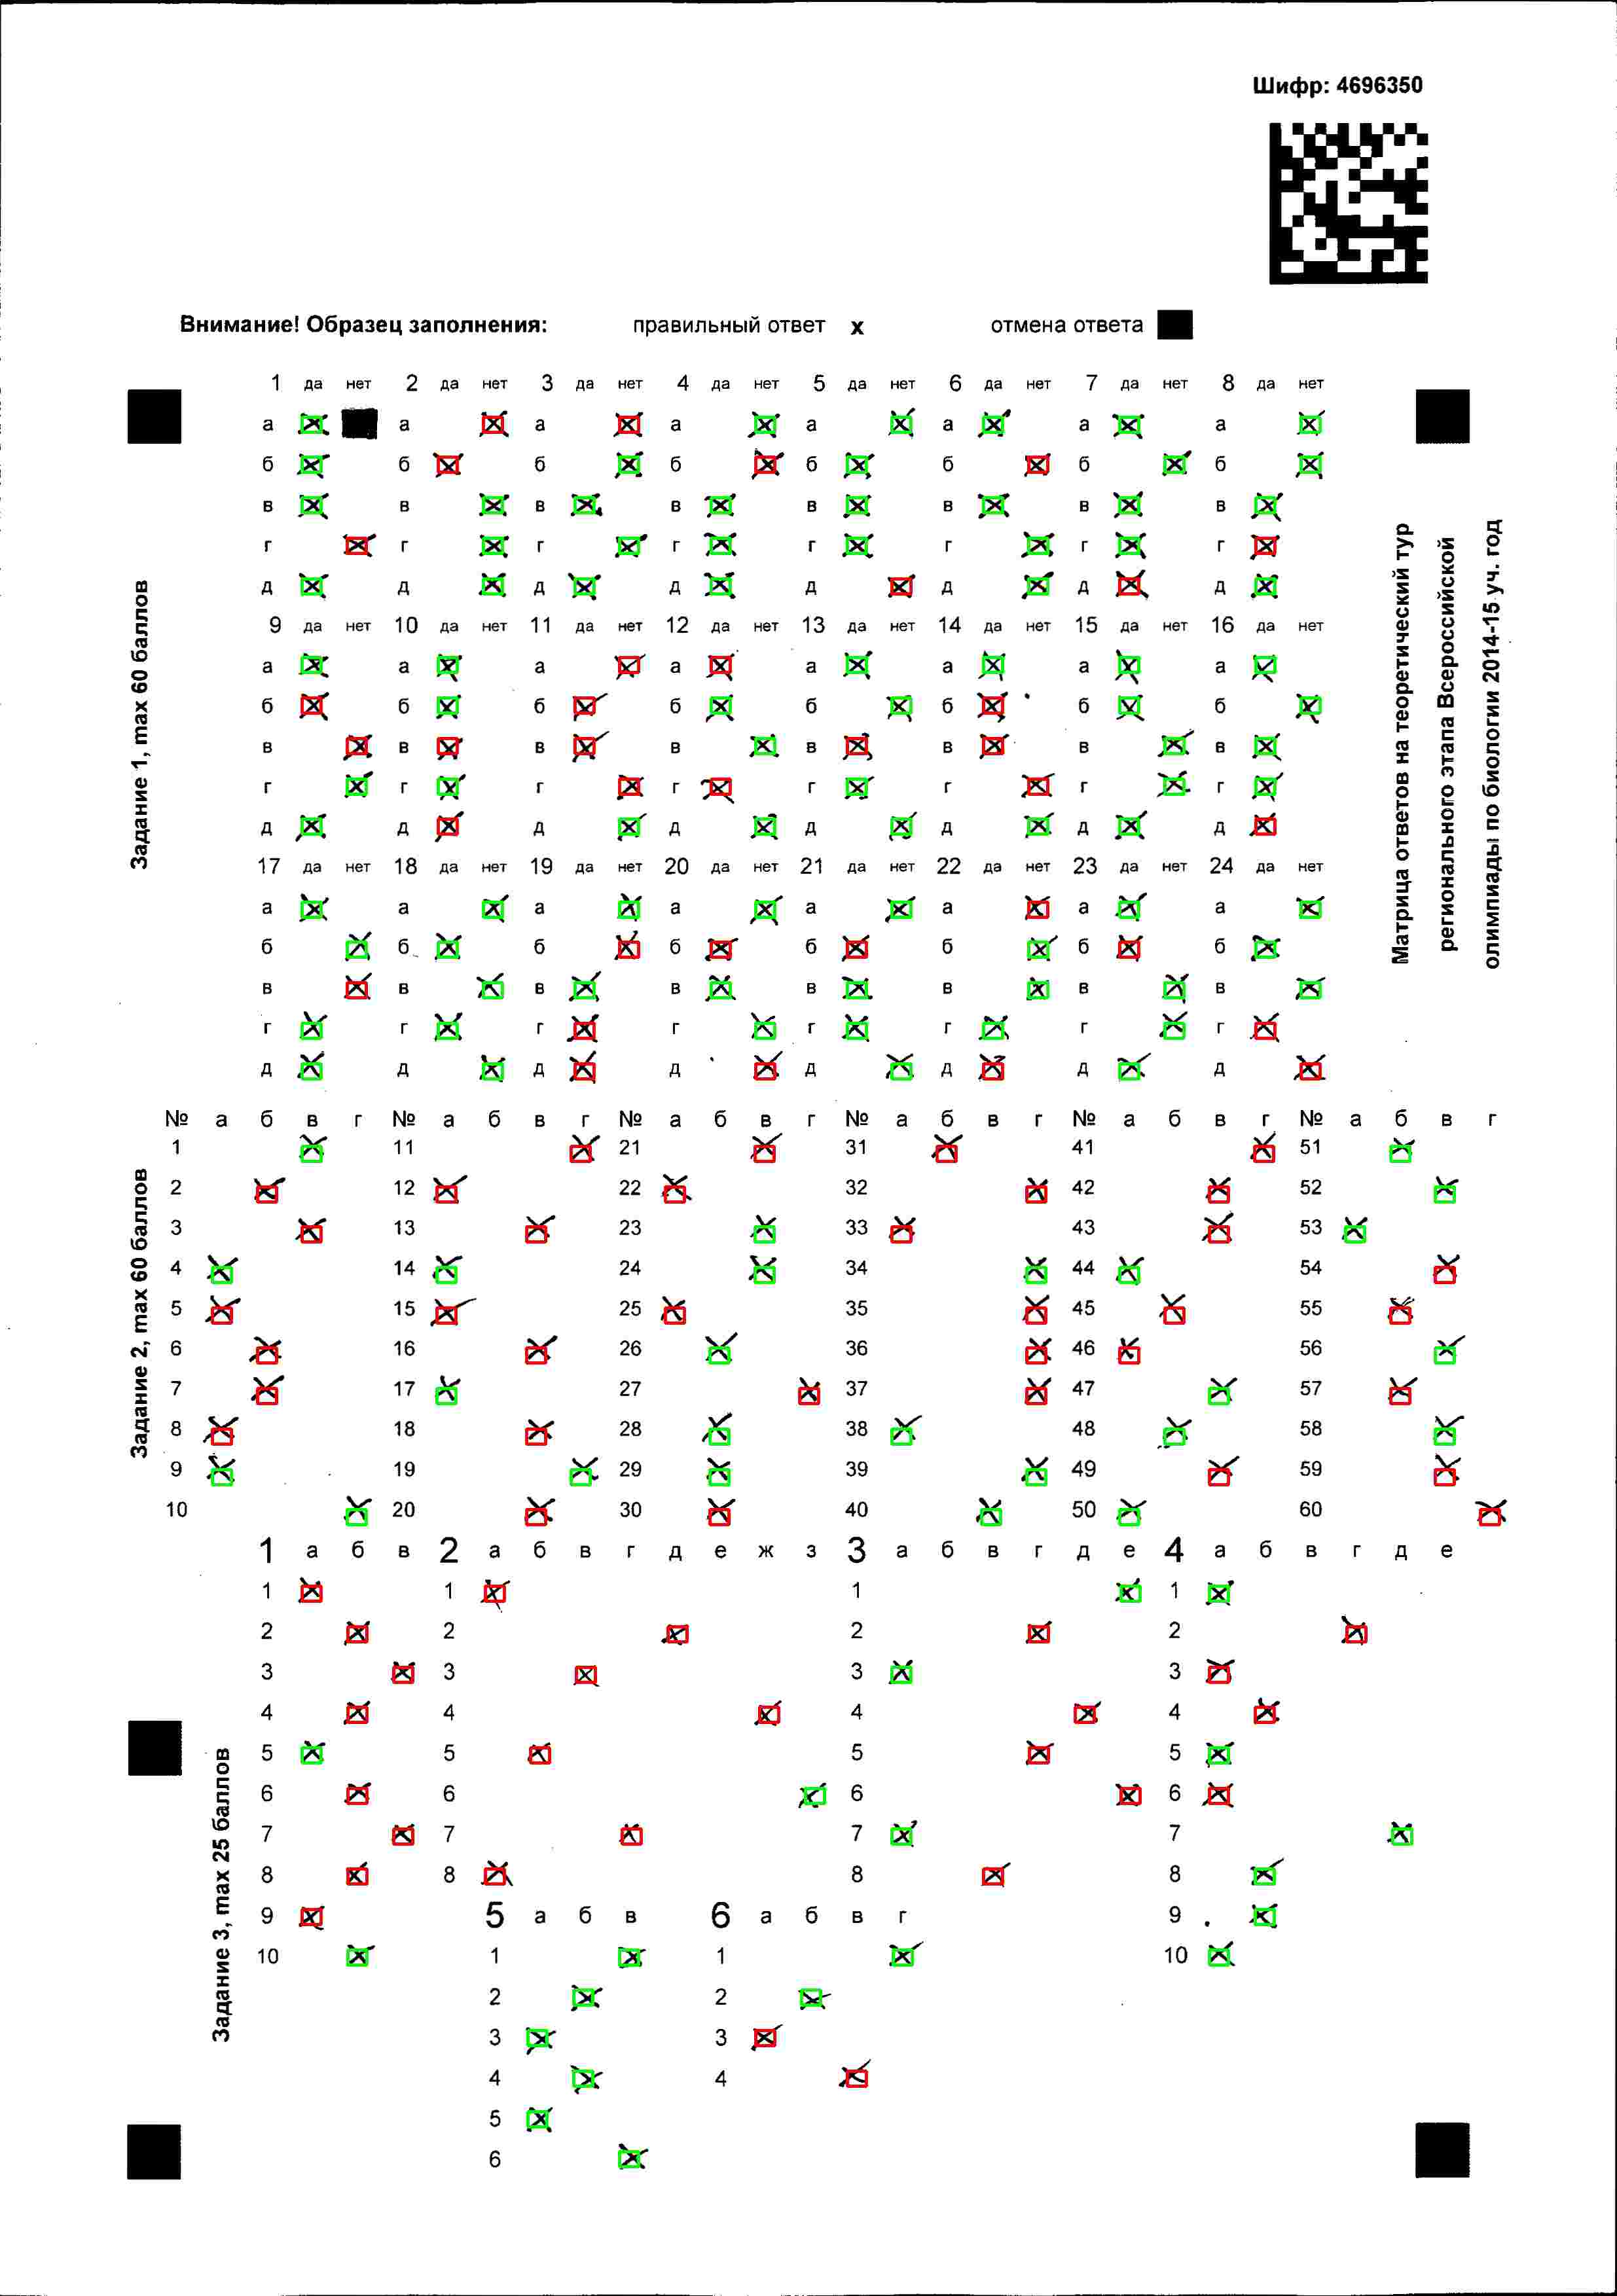 Шифр: 4696350
Внимание! Образец заполнения: правильный ответ x отмена ответа
Задание 1, max 60 баллов
1 да нет 2 да нет 3 да нет 4 да нет 5 да нет 6 да нет 7 да нет 8 да нет
а а а а а а а а
б б б б б б б б
в в в в в в в в
г г г г г г г г
д д д д д д д д
9 да нет 10 да нет 11 да нет 12 да нет 13 да нет 14 да нет 15 да нет 16 да нет
а а а а а а а а
б б б б б б б б
в в в в в в в в
г г г г г г г г
д д д д д д д д
17 да нет 18 да нет 19 да нет 20 да нет 21 да нет 22 да нет 23 да нет 24 да нет
а а а а а а а а
б б б б б б б б
в в в в в в в в
г г г г г г г г
д д д д д д д д
Матрица ответов на теоретический тур
регионального этапа Всероссийской
олимпиады по биологии 2014-15 уч. год
Задание 2, max 60 баллов
№ а б в г № а б в г № а б в г № а б в г № а б в г № а б в г
1 11 21 31 41 51
2 12 22 32 42 52
3 13 23 33 43 53
4 14 24 34 44 54
5 15 25 35 45 55
6 16 26 36 46 56
7 17 27 37 47 57
8 18 28 38 48 58
9 19 29 39 49 59
10 20 30 40 50 60
Задание 3, max 25 баллов
1 а б в 2 а б в г д е ж з 3 а б в г д е 4 а б в г д е
1 1 1 1
2 2 2 2
3 3 3 3
4 4 4 4
5 5 5 5
6 6 6 6
7 7 7 7
8 8 8 8
9 5 а б в 6 а б в г 9
10 1 1 10
2 2
3 3
4 4
5
6